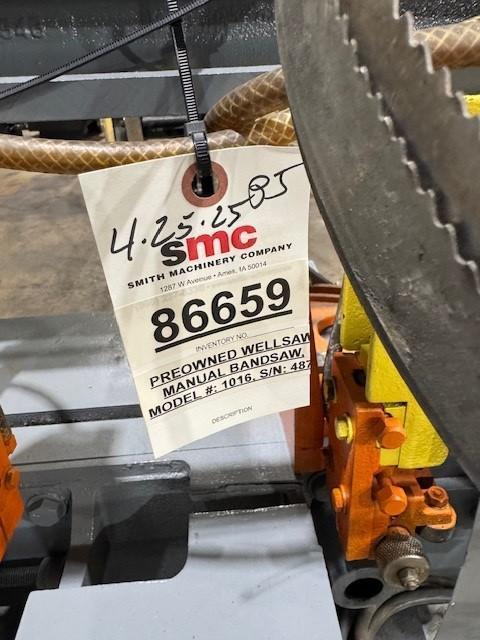 4.25.25
smc
SMITH MACHINERY COMPANY
1287 W Avenue • Ames, IA 50014
86659
INVENTORY NO.
PREOWNED WELLSAW
MANUAL BANDSAW,
MODEL #: 1016, S/N: 487
DESCRIPTION